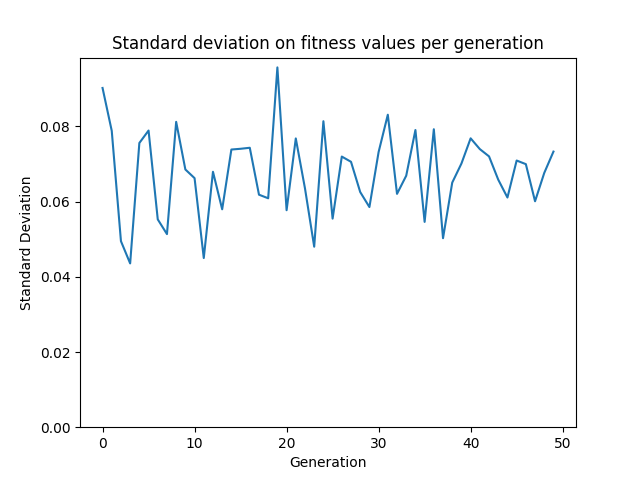 Standard deviation on fitness values per generation
Standard Deviation
0.08
0.06
0.04
0.02
0.00
0 10 20 30 40 50
Generation